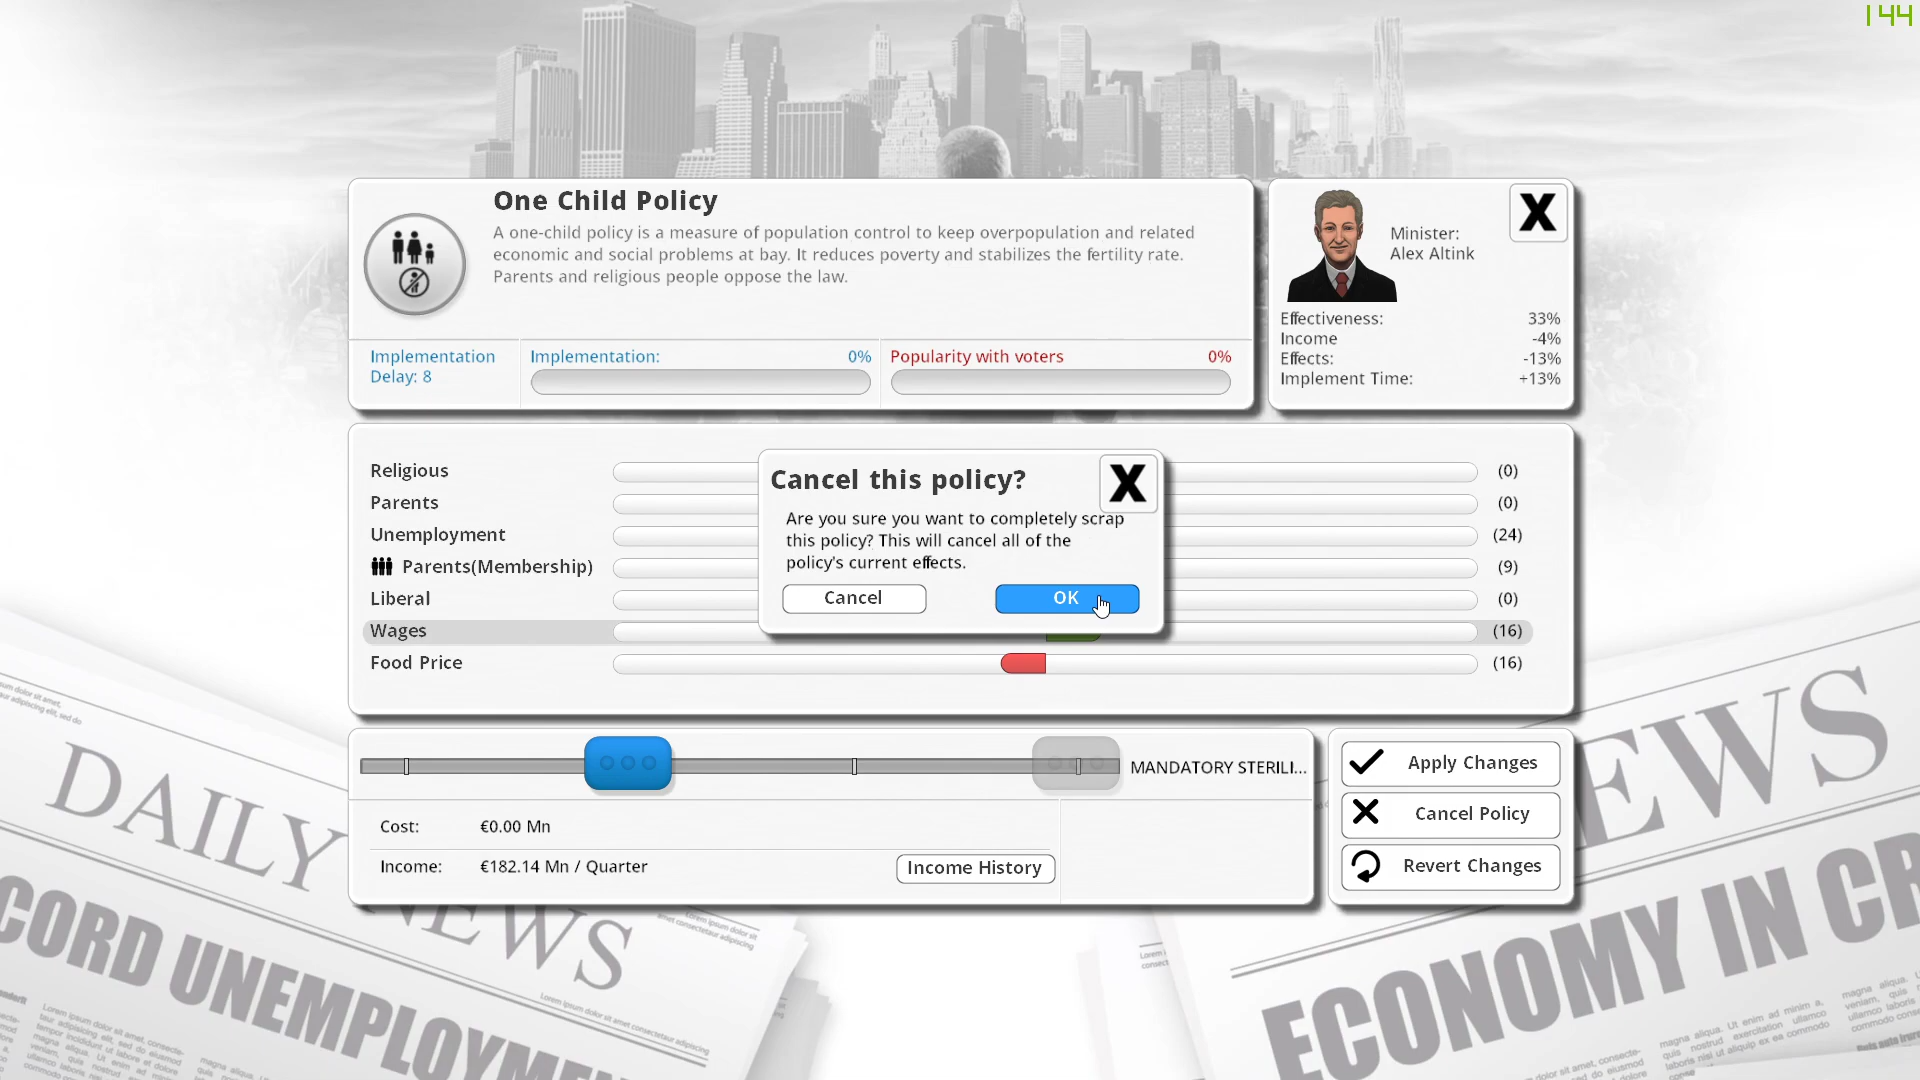 144
One Child Policy
A one-child policy is a measure of population control to keep overpopulation and related
economic and social problems at bay. It reduces poverty and stabilizes the fertility rate.
Parents and religious people oppose the law.
Implementation
Delay: 8
Implementation: 0%
Popularity with voters 0%
X
Minister:
Alex Altink
Effectiveness: 33%
Income -4%
Effects: -13%
Implement Time: +13%
Religious (0)
Parents (0)
Unemployment (24)
Parents(Membership) (9)
Liberal (0)
Wages (16)
Food Price (16)
Cancel this policy?
X
Are you sure you want to completely scrap
this policy? This will cancel all of the
policy's current effects.
Cancel
OK
MANDATORY STERILI...
Cost: €0.00 Mn
Income: €182.14 Mn / Quarter
Income History
Apply Changes
Cancel Policy
Revert Changes
DAILY NEWS
CORD UNEMPLOYME
EWS
ECONOMY IN CR